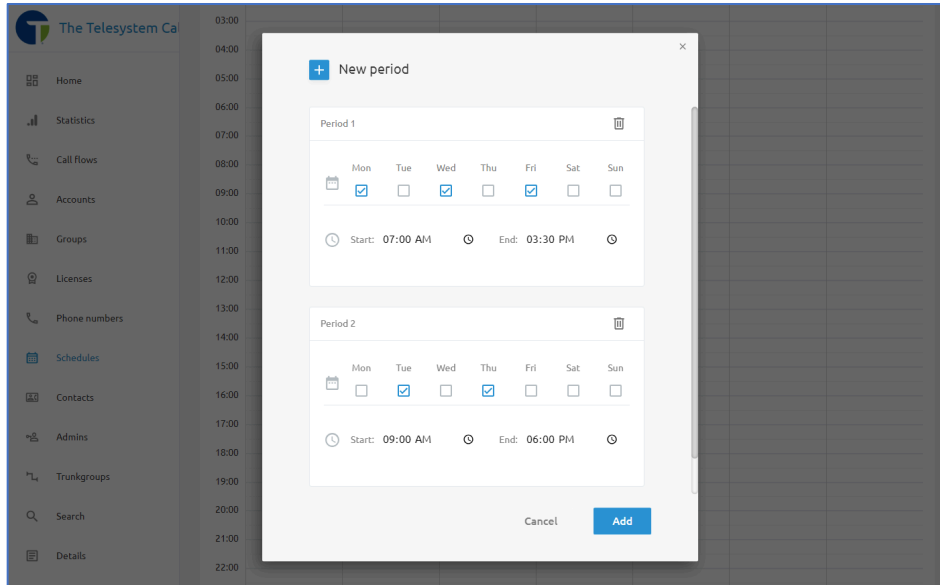 The Telesystem Cal
Home
Statistics
Call flows
Accounts
Groups
Licenses
Phone numbers
Schedules
Contacts
Admins
Trunkgroups
Search
Details
03:00
04:00
05:00
06:00
07:00
08:00
09:00
10:00
11:00
12:00
13:00
14:00
15:00
16:00
17:00
18:00
19:00
20:00
21:00
22:00
×
+ New period
Period 1
Mon Tue Wed Thu Fri Sat Sun
Start: 07:00 AM End: 03:30 PM
Period 2
Mon Tue Wed Thu Fri Sat Sun
Start: 09:00 AM End: 06:00 PM
Cancel Add